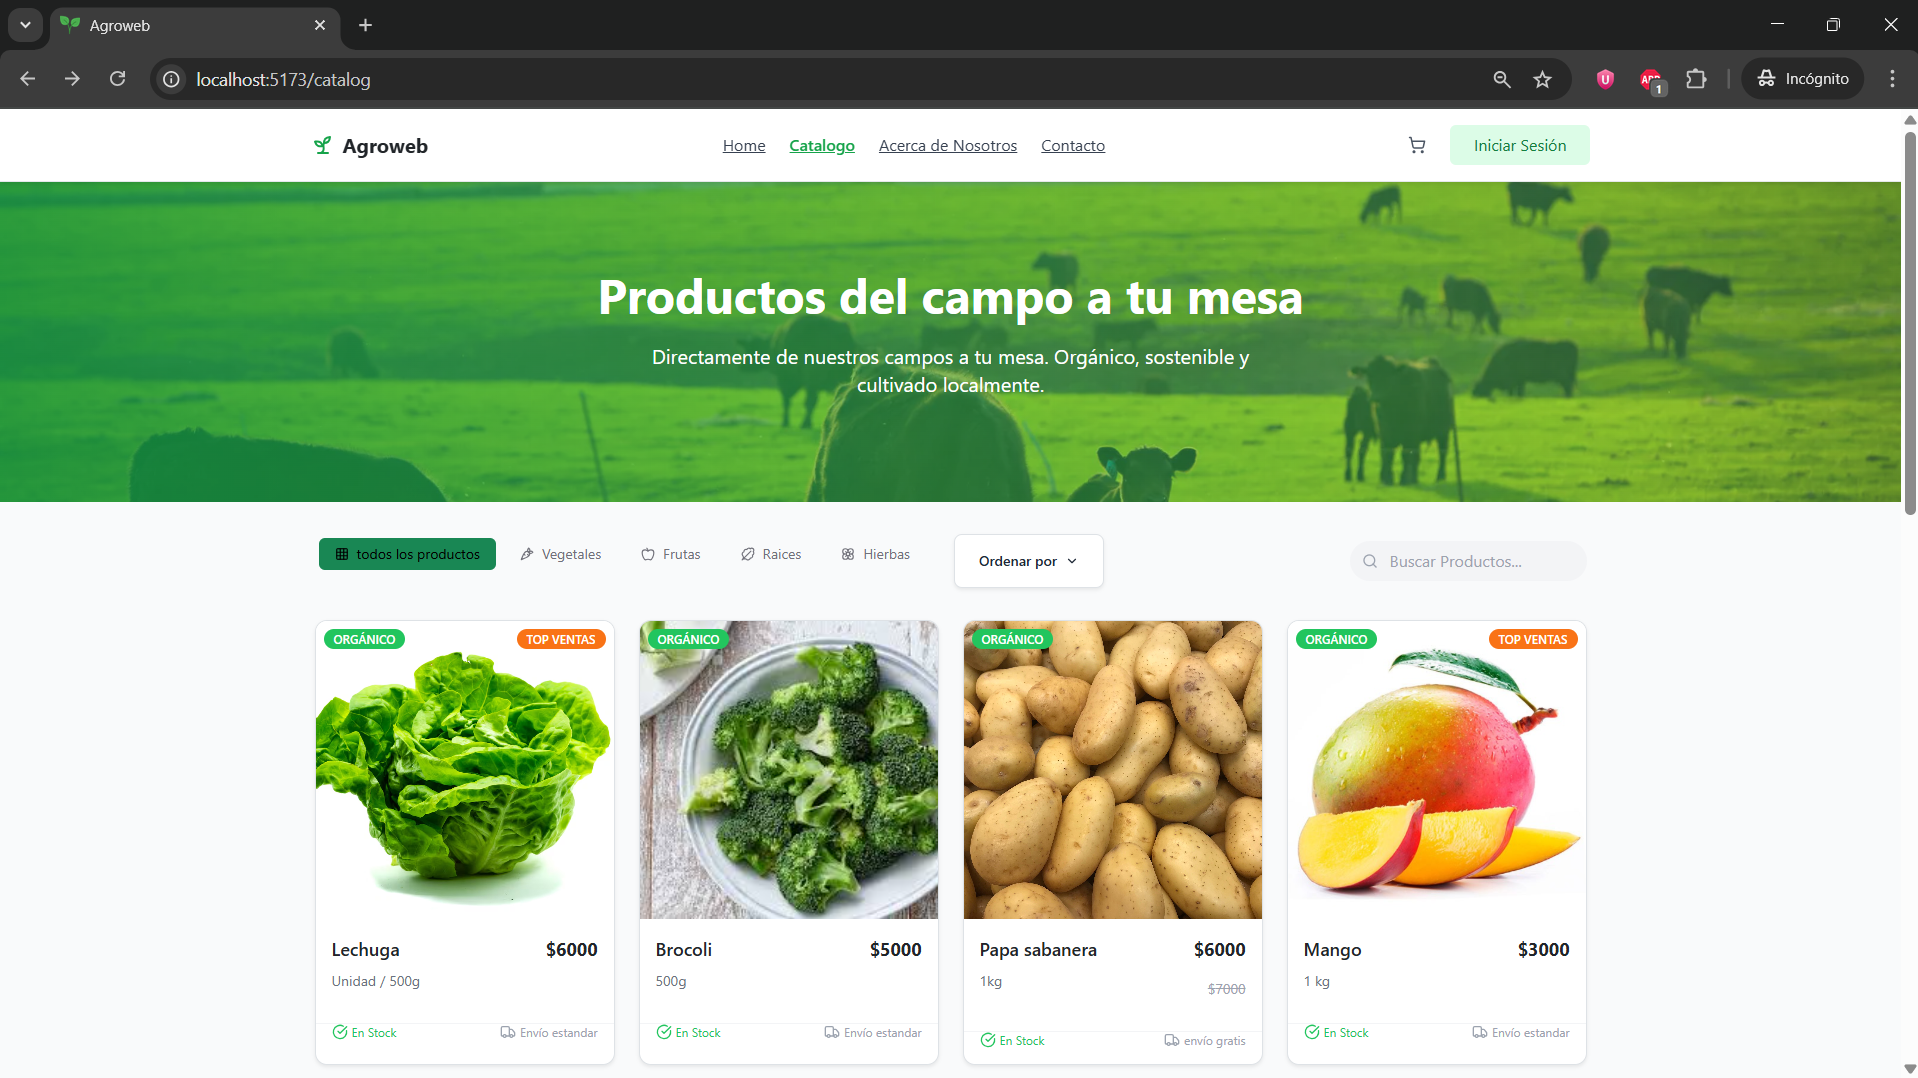 Agroweb
localhost:5173/catalog
ABP
1
Incógnito
Agroweb
Home
Catalogo
Acerca de Nosotros
Contacto
Iniciar Sesión
Productos del campo a tu mesa
Directamente de nuestros campos a tu mesa. Orgánico, sostenible y
cultivado localmente.
todos los productos
Vegetales
Frutas
Raices
Hierbas
Ordenar por
Buscar Productos...
ORGÁNICO
TOP VENTAS
ORGÁNICO
ORGÁNICO
ORGÁNICO
TOP VENTAS
Lechuga $6000
Unidad / 500g
En Stock Envío estandar
Brocoli $5000
500g
En Stock Envío estandar
Papa sabanera $6000
1kg $7000
En Stock envío gratis
Mango $3000
1 kg
En Stock Envío estandar